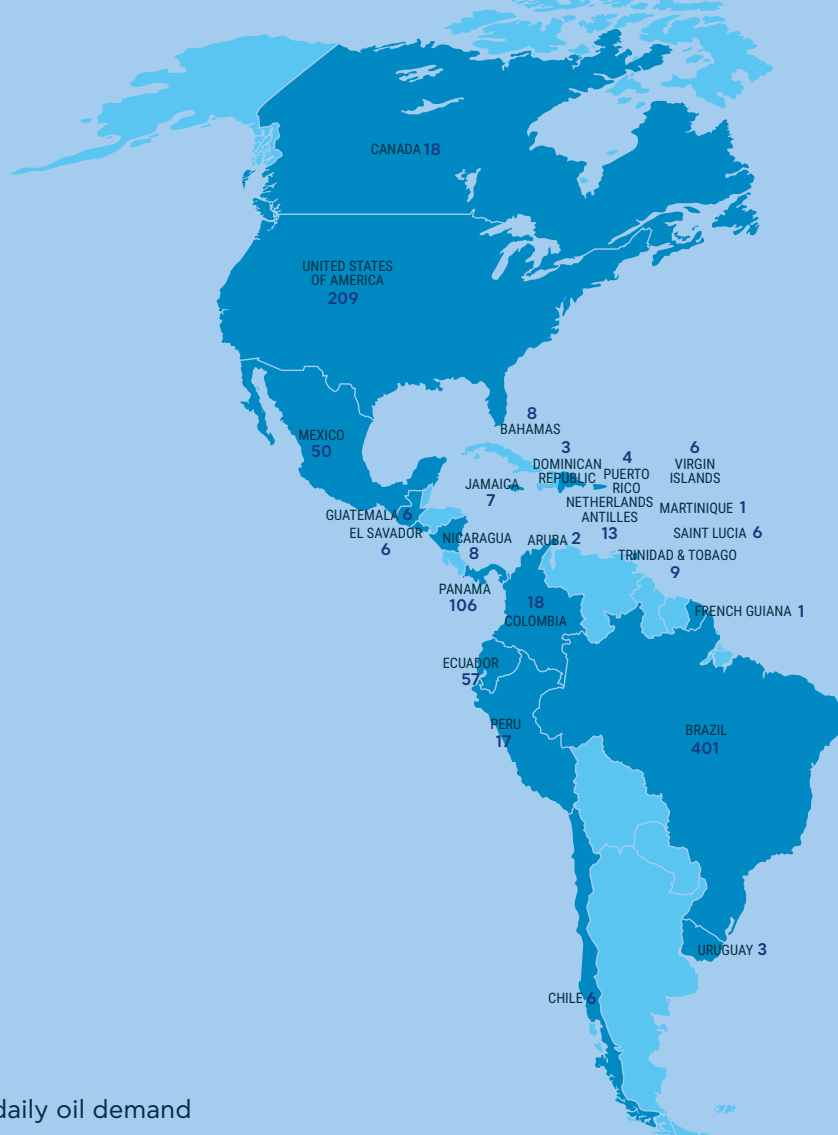 CANADA 18
UNITED STATES
OF AMERICA
209
MEXICO
50
8
BAHAMAS
3
DOMINICAN
REPUBLIC
4
PUERTO
RICO
6
VIRGIN
ISLANDS
JAMAICA
7
NETHERLANDS
ANTILLES
13
MARTINIQUE 1
GUATEMALA 6
EL SAVADOR
6
NICARAGUA
8
ARUBA 2
SAINT LUCIA 6
TRINIDAD & TOBAGO
9
PANAMA
106
18
COLOMBIA
FRENCH GUIANA 1
ECUADOR
57
PERU
17
BRAZIL
401
URUGUAY 3
CHILE 6
daily oil demand